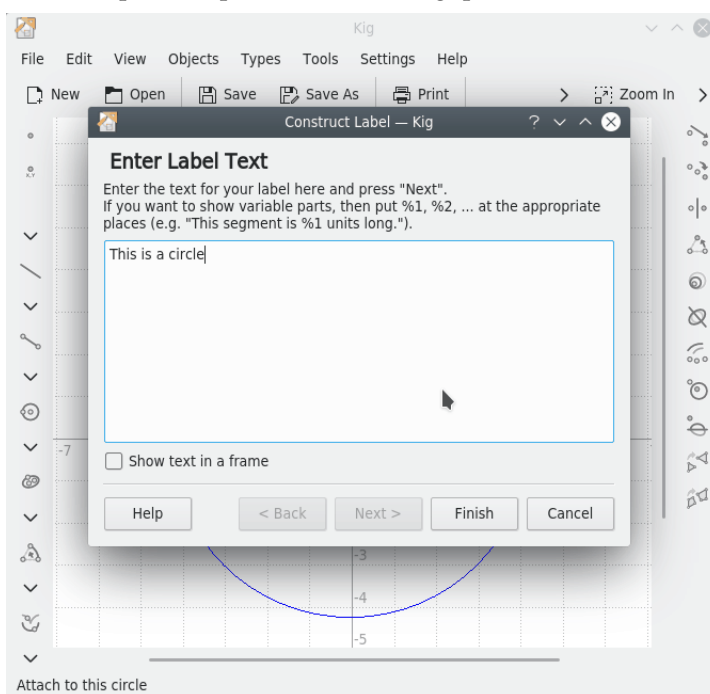 Kig
File Edit View Objects Types Tools Settings Help
New Open Save Save As Print > Zoom In >
Construct Label — Kig
Enter Label Text
Enter the text for your label here and press "Next".
If you want to show variable parts, then put %1, %2, ... at the appropriate
places (e.g. "This segment is %1 units long.").
This is a circle
-7
Show text in a frame
Help < Back Next > Finish Cancel
-3
-4
-5
Attach to this circle